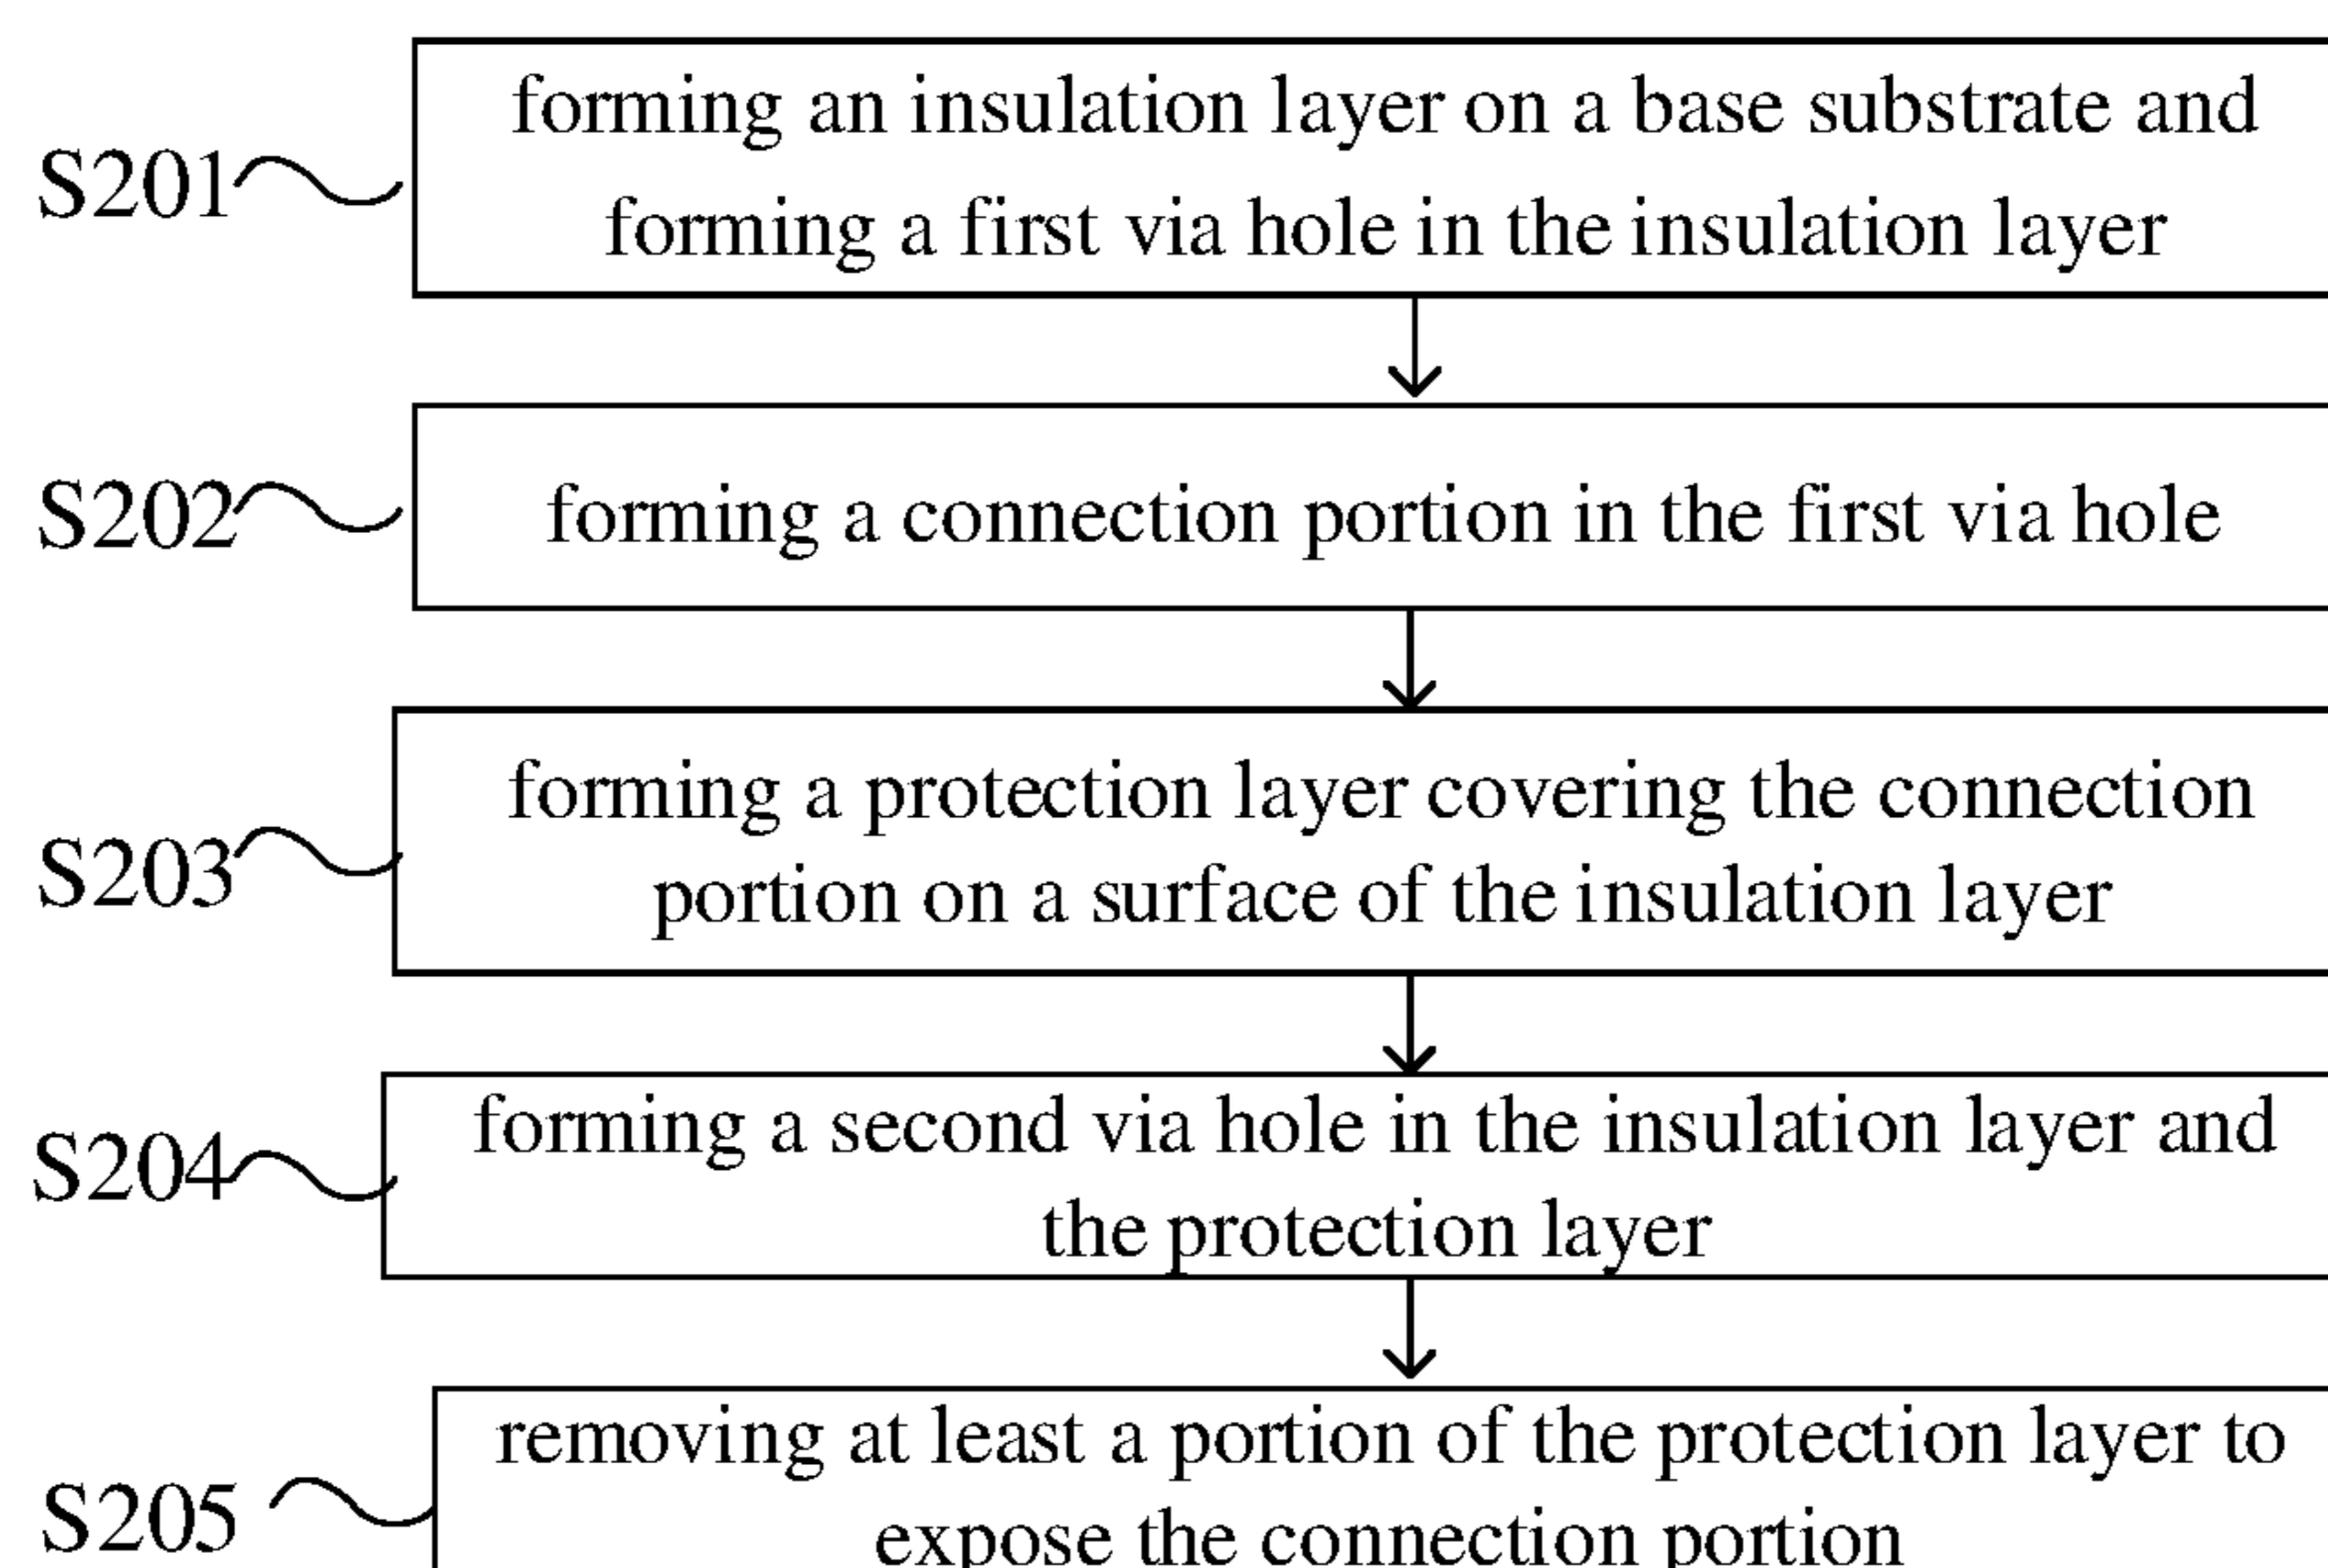 S201
forming an insulation layer on a base substrate and
forming a first via hole in the insulation layer
S202
forming a connection portion in the first via hole
S203
forming a protection layer covering the connection
portion on a surface of the insulation layer
S204
forming a second via hole in the insulation layer and
the protection layer
S205
removing at least a portion of the protection layer to
expose the connection portion